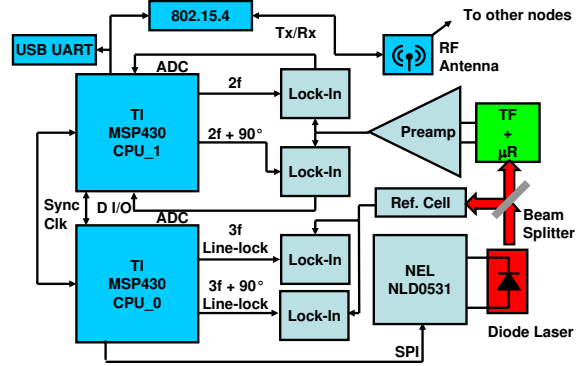 802.15.4
To other nodes
USB UART
Tx/Rx
RF
Antenna
ADC
TI
MSP430
CPU_1
2f
Lock-In
2f + 90°
Lock-In
Preamp
TF
+
µR
Sync
Clk
D I/O
ADC
Ref. Cell
Beam
Splitter
TI
MSP430
CPU_0
3f
Line-lock
Lock-In
3f + 90°
Line-lock
Lock-In
NEL
NLD0531
Diode Laser
SPI